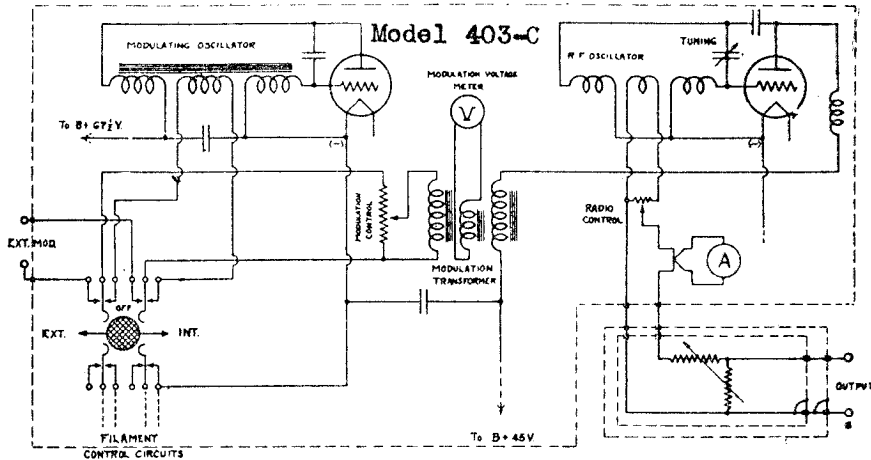 Model 403-C
MODULATING OSCILLATOR
MODULATION VOLTAGE
METER
V
R F OSCILLATOR
TUNING
TO B+ 67½ V.
(-)
(-)
MODULATION
CONTROL
RADIO
CONTROL
EXT. MOD
A
MODULATION
TRANSFORMER
OFF
EXT.
INT.
OUTPUT
TO B+45V
FILAMENT
CONTROL CIRCUITS